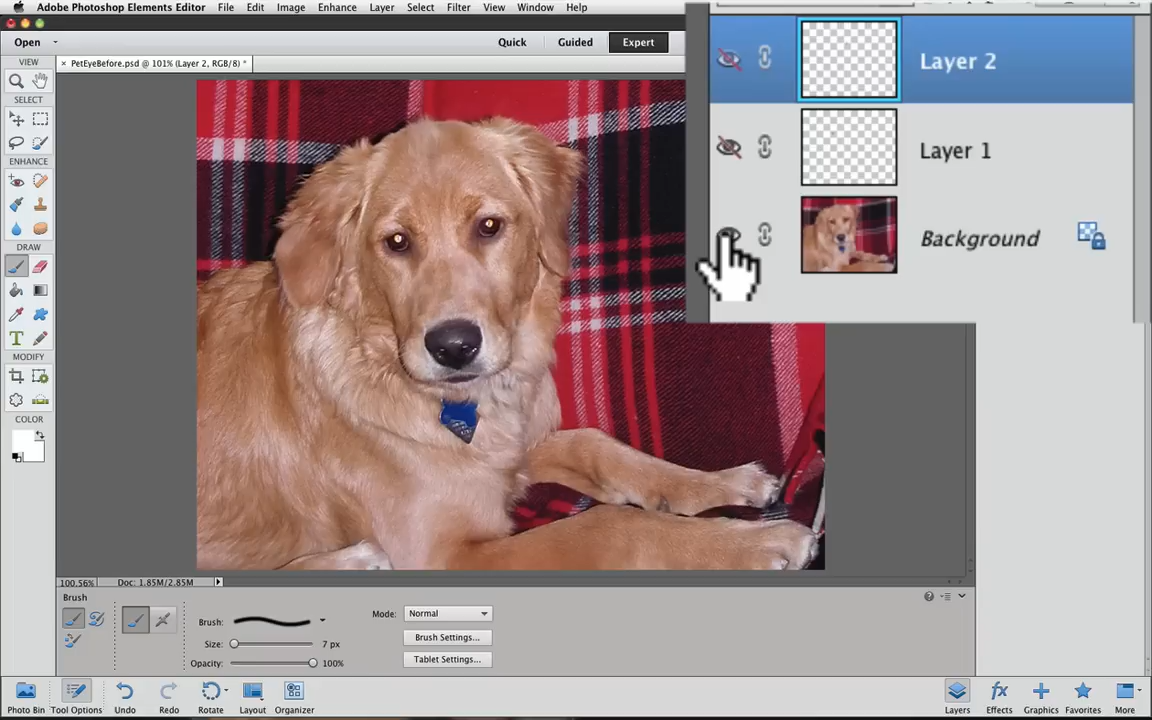 Adobe Photoshop Elements Editor File Edit Image Enhance Layer Select Filter View Window Help
Open Quick Guided Expert
VIEW
× PetEyeBefore.psd @ 101% (Layer 2, RGB/8) *
SELECT
ENHANCE
DRAW
T
MODIFY
COLOR
Layer 2
Layer 1
Background
100.56% Doc: 1.85M/2.85M
Brush
Brush:
Size: 7 px
Opacity: 100%
Mode: Normal
Brush Settings...
Tablet Settings...
Photo Bin Tool Options Undo Redo Rotate Layout Organizer Layers Effects Graphics Favorites More